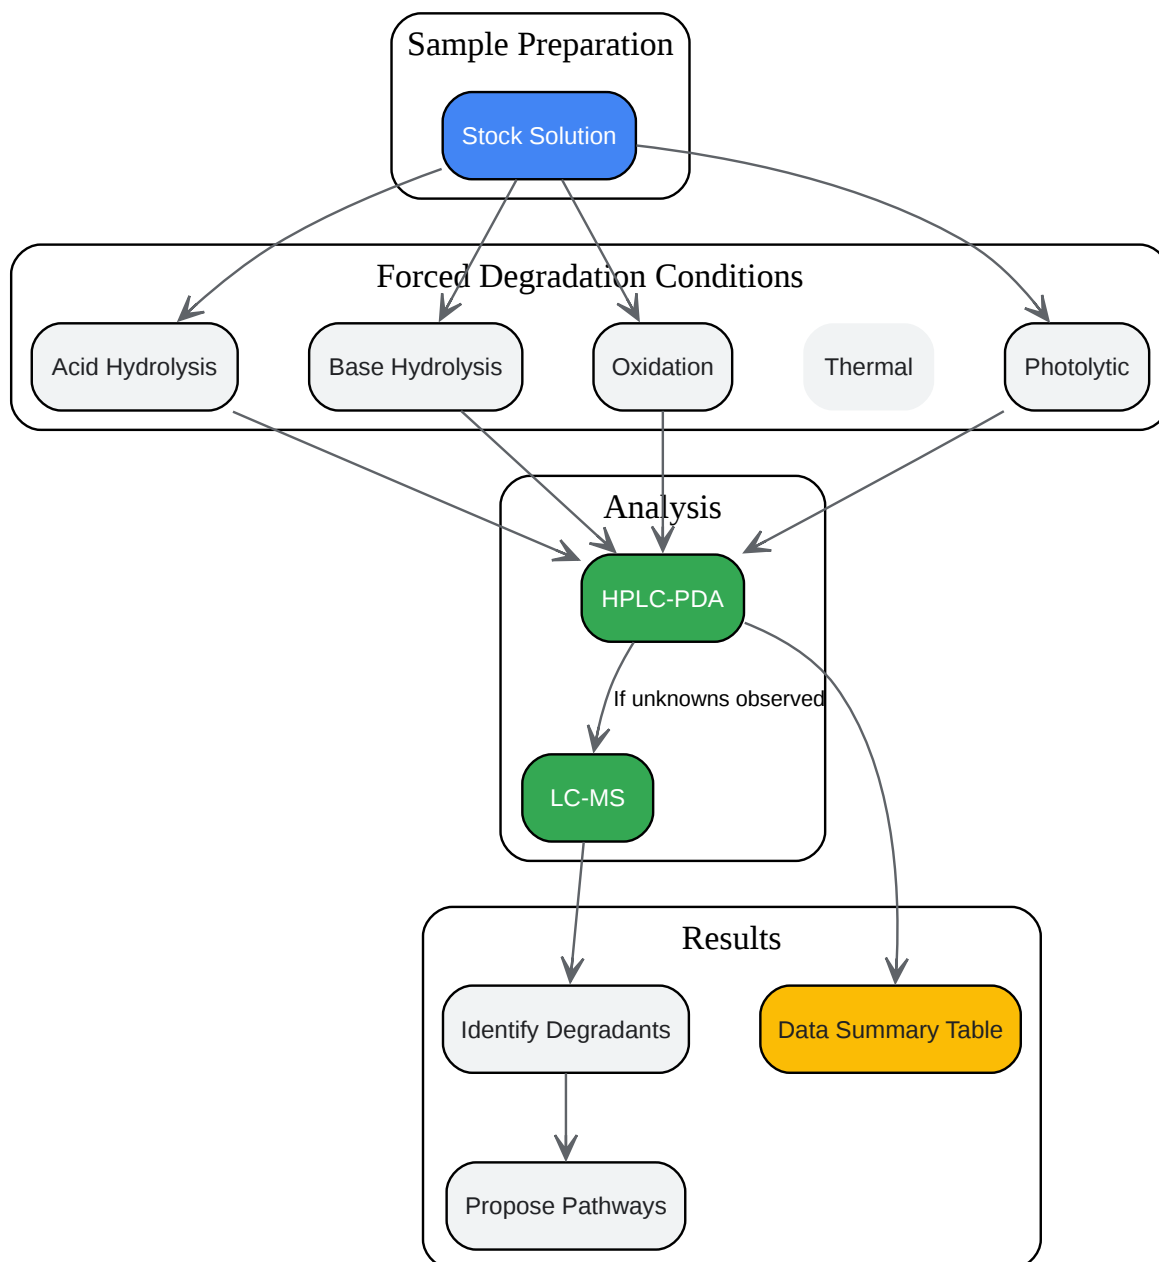 Sample Preparation
Stock Solution
Forced Degradation Conditions
Acid Hydrolysis
Base Hydrolysis
Oxidation
Thermal
Photolytic
Analysis
HPLC-PDA
If unknowns observed
LC-MS
Results
Identify Degradants
Data Summary Table
Propose Pathways